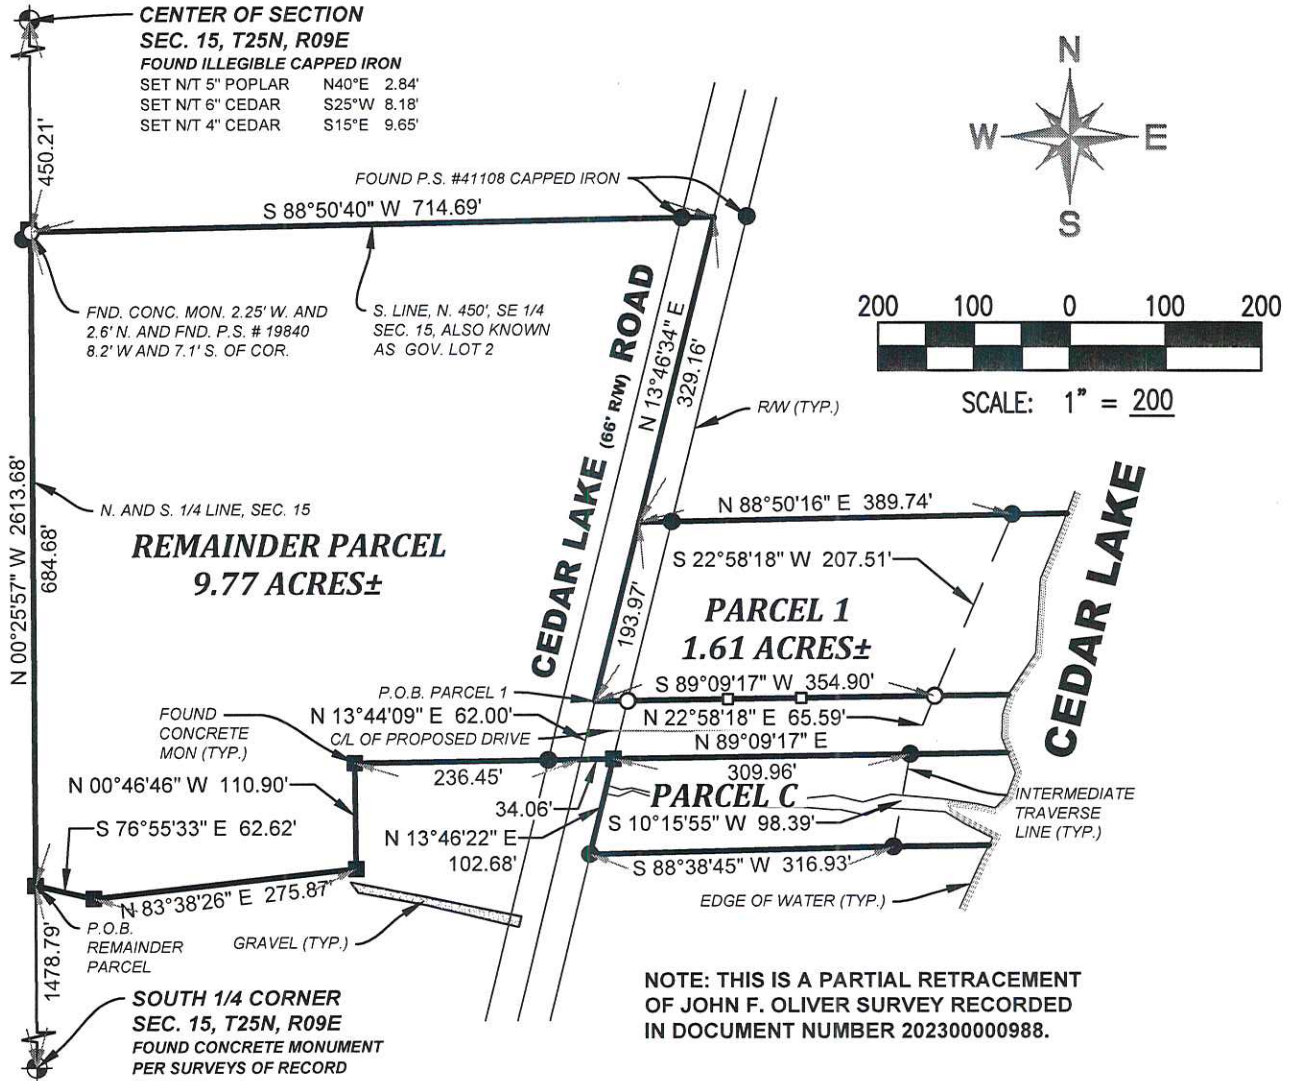 CENTER OF SECTION
SEC. 15, T25N, R09E
FOUND ILLEGIBLE CAPPED IRON
SET N/T 5" POPLAR N40°E 2.84'
SET N/T 6" CEDAR S25°W 8.18'
SET N/T 4" CEDAR S15°E 9.65'
450.21'
N
W E
S
FOUND P.S. #41108 CAPPED IRON
S 88°50'40" W 714.69'
FND. CONC. MON. 2.25' W. AND
2.6' N. AND FND. P.S. # 19840
8.2' W AND 7.1' S. OF COR.
S. LINE, N. 450', SE 1/4
SEC. 15, ALSO KNOWN
AS GOV. LOT 2
CEDAR LAKE (66' R/W) ROAD
N 13°46'34" E
329.16'
R/W (TYP.)
200 100 0 100 200
SCALE: 1" = 200
N 00°25'57" W 2613.68'
684.68'
N. AND S. 1/4 LINE, SEC. 15
REMAINDER PARCEL
9.77 ACRES±
N 88°50'16" E 389.74'
S 22°58'18" W 207.51'
193.97'
PARCEL 1
1.61 ACRES±
CEDAR LAKE
S 89°09'17" W 354.90'
P.O.B. PARCEL 1
N 13°44'09" E 62.00'
C/L OF PROPOSED DRIVE
N 22°58'18" E 65.59'
N 89°09'17" E
309.96'
FOUND
CONCRETE
MON (TYP.)
236.45'
34.06'
N 00°46'46" W 110.90'
S 76°55'33" E 62.62'
PARCEL C
S 10°15'55" W 98.39'
INTERMEDIATE
TRAVERSE
LINE (TYP.)
N 13°46'22" E
102.68'
S 88°38'45" W 316.93'
N 83°38'26" E 275.87'
EDGE OF WATER (TYP.)
P.O.B.
REMAINDER
PARCEL
GRAVEL (TYP.)
1478.79'
SOUTH 1/4 CORNER
SEC. 15, T25N, R09E
FOUND CONCRETE MONUMENT
PER SURVEYS OF RECORD
NOTE: THIS IS A PARTIAL RETRACEMENT
OF JOHN F. OLIVER SURVEY RECORDED
IN DOCUMENT NUMBER 202300000988.